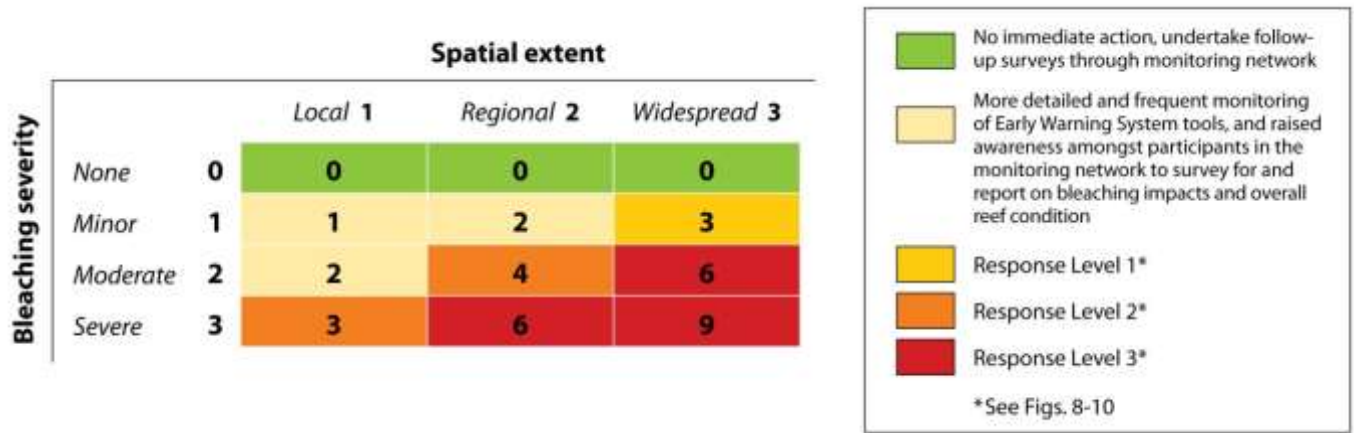 Spatial extent
Local 1 Regional 2 Widespread 3
Bleaching severity
None 0 0 0 0
Minor 1 1 2 3
Moderate 2 2 4 6
Severe 3 3 6 9
No immediate action, undertake follow-
up surveys through monitoring network
More detailed and frequent monitoring
of Early Warning System tools, and raised
awareness amongst participants in the
monitoring network to survey for and
report on bleaching impacts and overall
reef condition
Response Level 1*
Response Level 2*
Response Level 3*
*See Figs. 8-10